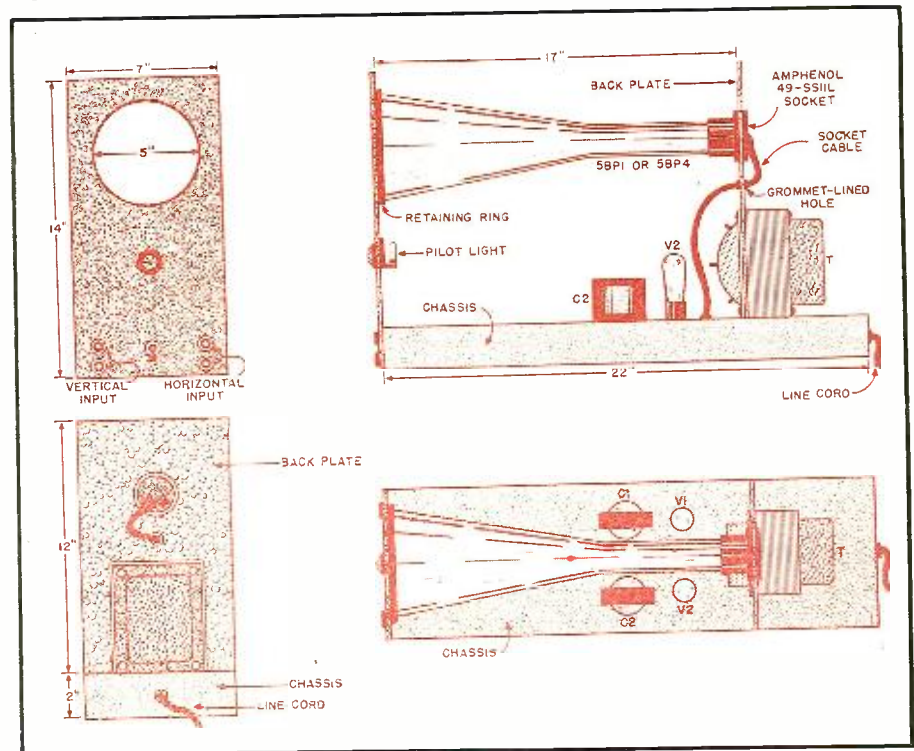 7"
5"
14"
VERTICAL
INPUT
HORIZONTAL
INPUT
17"
BACK PLATE
AMPHENOL
49-SS11L
SOCKET
SOCKET
CABLE
5BP1 OR 5BP4
GROMMET-LINED
HOLE
RETAINING RING
PILOT LIGHT
V2
C2
T
CHASSIS
22"
LINE CORD
BACK PLATE
12"
CHASSIS
2"
LINE CORD
C1
V1
T
C2
V2
CHASSIS